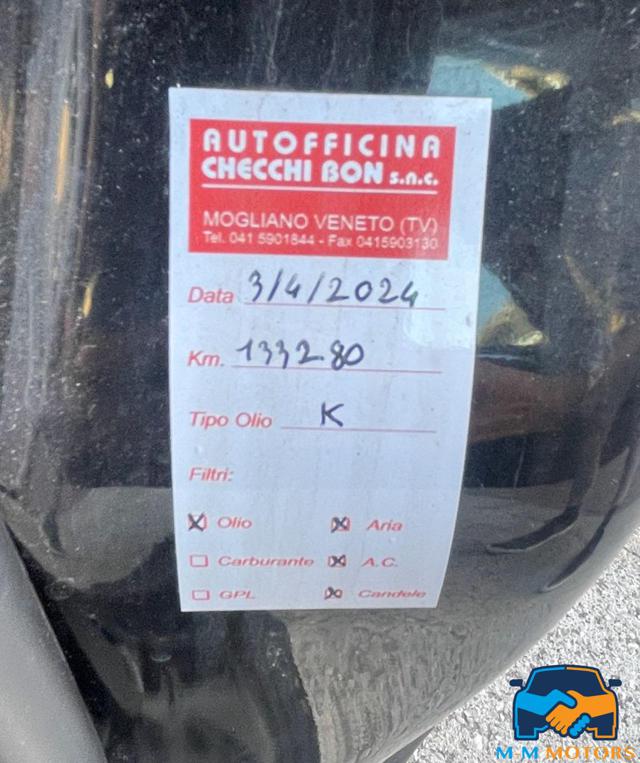 AUTOFFICINA
CHECCHI BON s.n.c.
MOGLIANO VENETO (TV)
Tel. 041 5901844 - Fax 0415903130
Data 3/4/2024
Km. 133280
Tipo Olio K
Filtri:
Olio Aria
Carburante A.C.
GPL Candele
M-M MOTORS